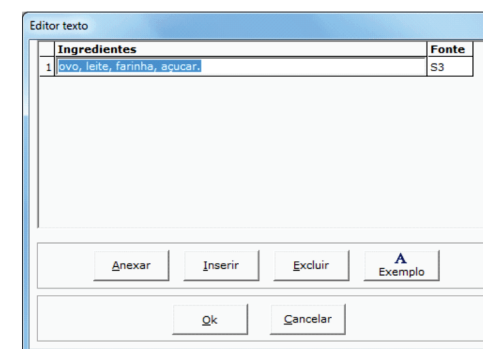 Editor texto
Ingredientes Fonte
1 ovo, leite, farinha, açucar. S3
Anexar Inserir Excluir A Exemplo
Ok Cancelar